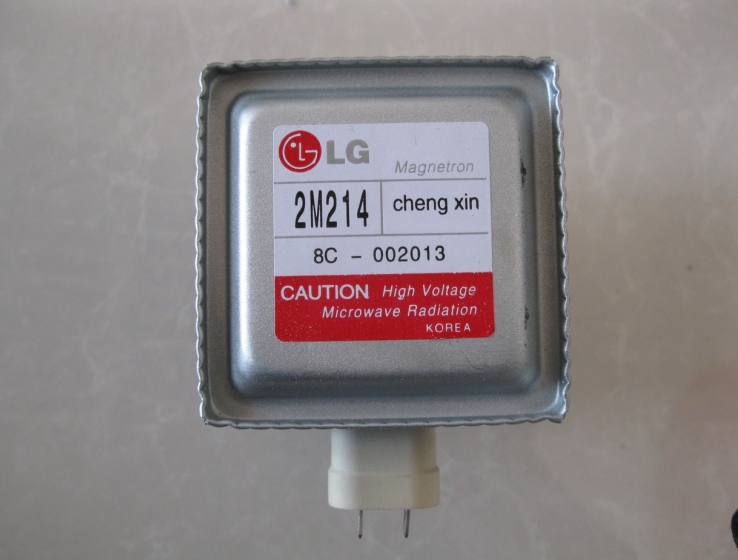 LG
Magnetron
2M214
cheng xin
8C - 002013
CAUTION High Voltage
Microwave Radiation
KOREA